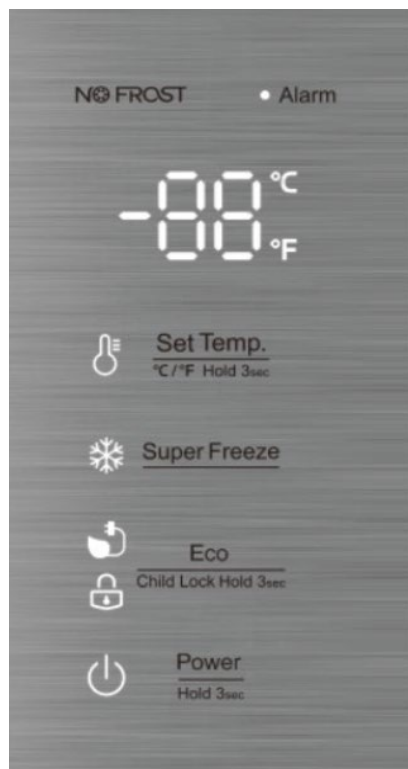 NO FROST
Alarm
-88 °C
°F
Set Temp.
°C/°F Hold 3sec
Super Freeze
Eco
Child Lock Hold 3sec
Power
Hold 3sec